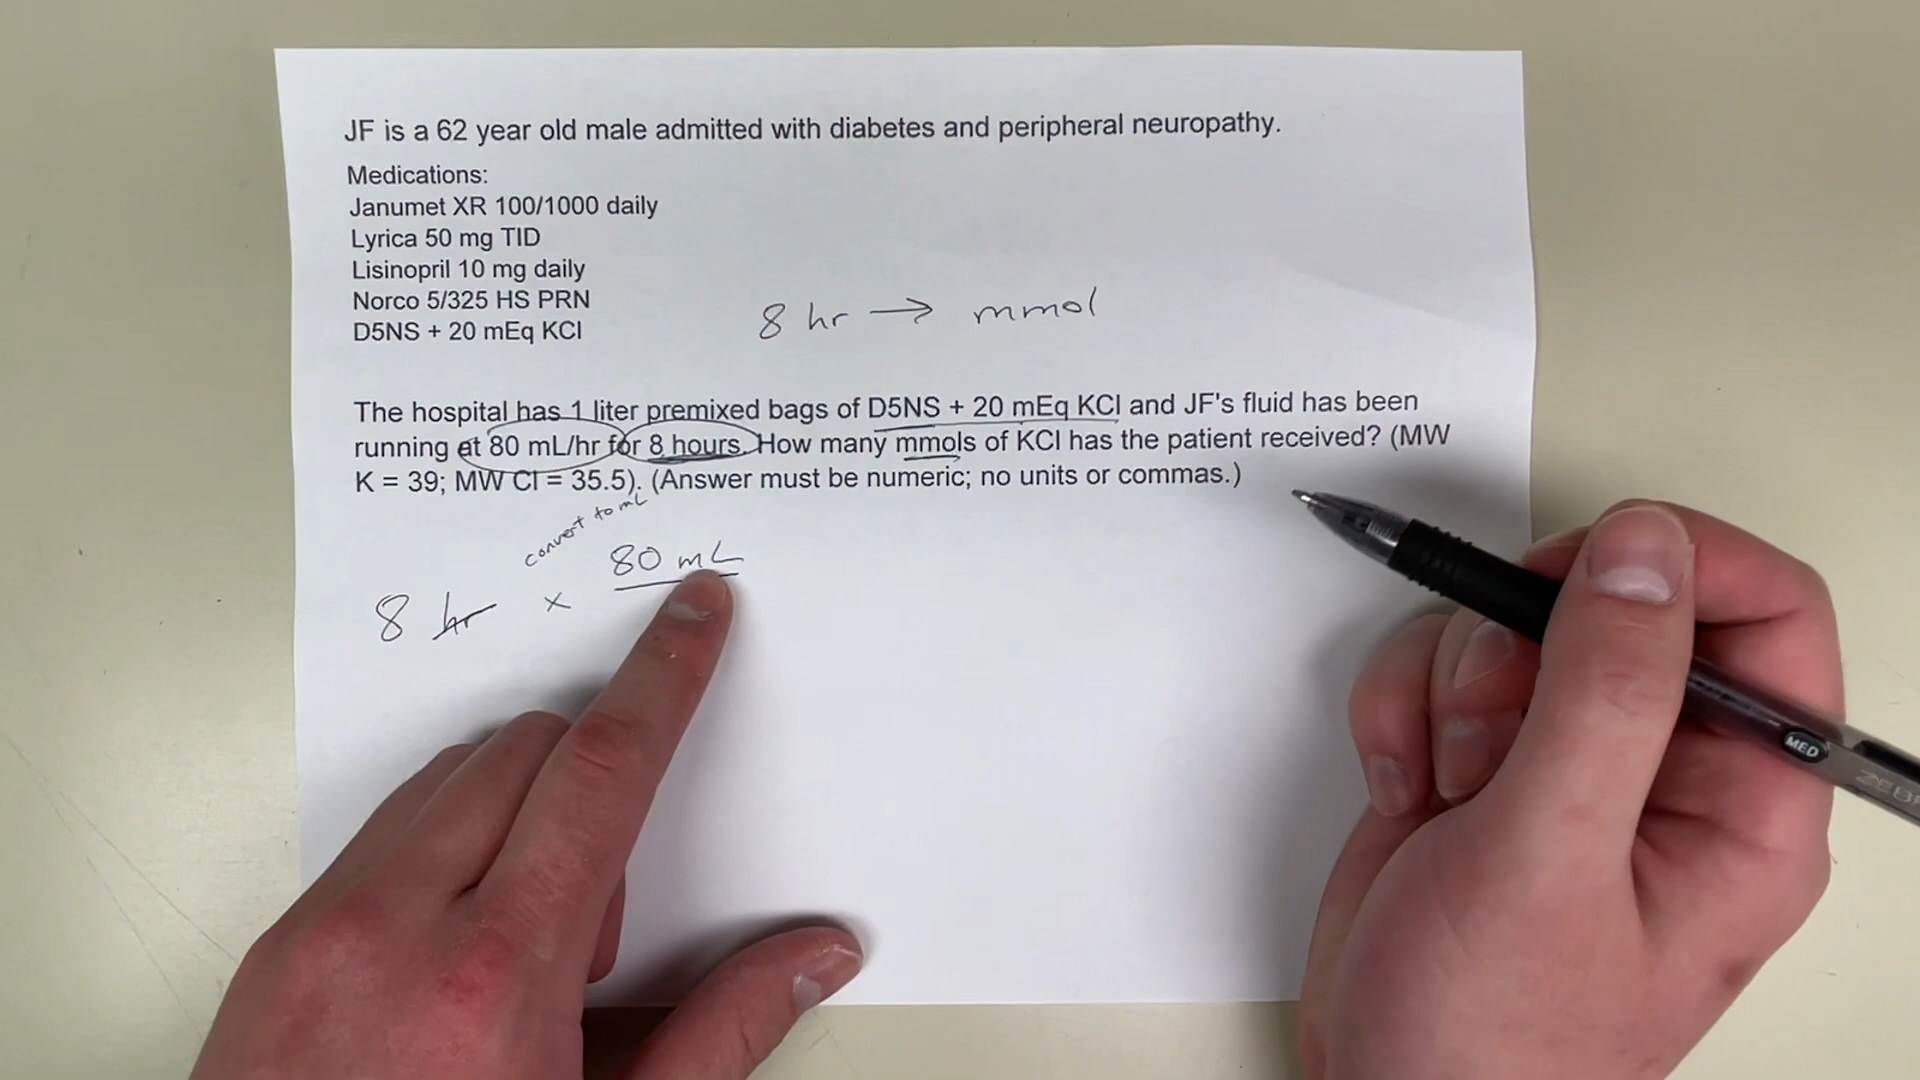 JF is a 62 year old male admitted with diabetes and peripheral neuropathy.
Medications:
Janumet XR 100/1000 daily
Lyrica 50 mg TID
Lisinopril 10 mg daily
Norco 5/325 HS PRN
D5NS + 20 mEq KCl
8 hr → mmol
The hospital has 1 liter premixed bags of D5NS + 20 mEq KCl and JF's fluid has been
running at 80 mL/hr for 8 hours. How many mmols of KCl has the patient received? (MW
K = 39; MW Cl = 35.5). (Answer must be numeric; no units or commas.)
convert to mL
8 hr x 80 mL
MED